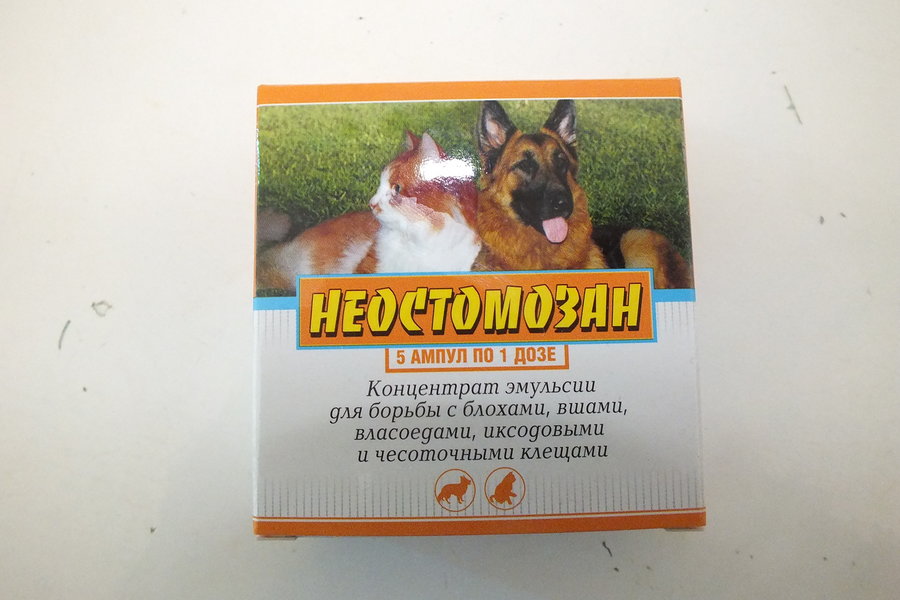 НЕОСТОМОЗАН
5 АМПУЛ ПО 1 ДОЗЕ
Концентрат эмульсии
для борьбы с блохами, вшами,
власоедами, иксодовыми
и чесоточными клещами